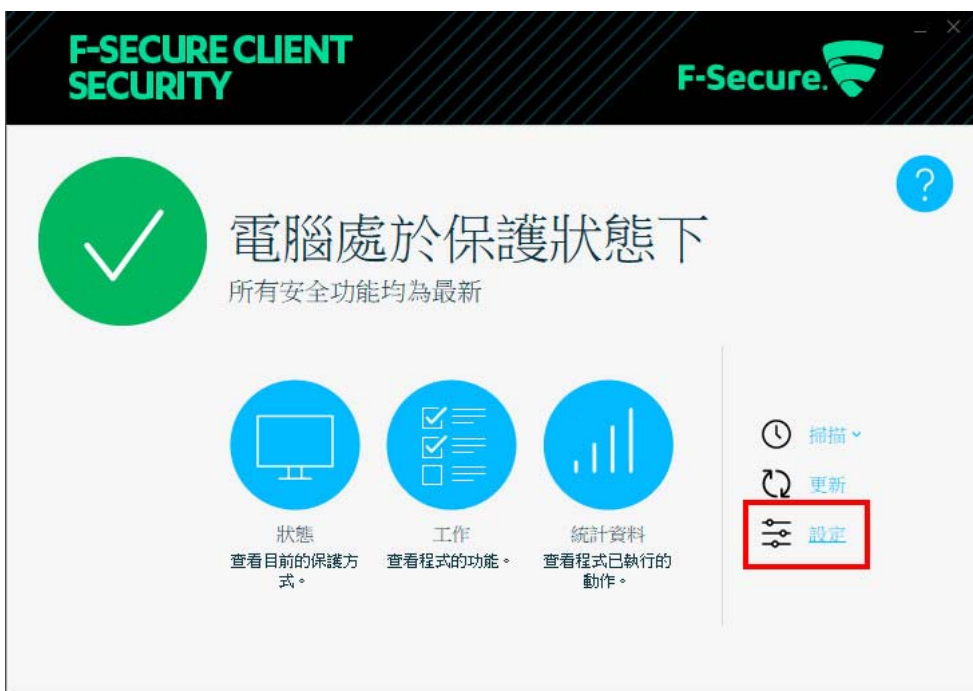 F-SECURE CLIENT
SECURITY
F-Secure.
?
電腦處於保護狀態下
所有安全功能均為最新
掃描
更新
設定
狀態
查看目前的保護方
式。
工作
查看程式的功能。
統計資料
查看程式已執行的
動作。